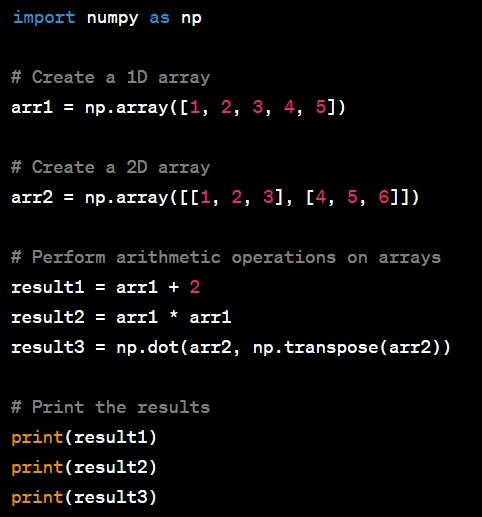 import numpy as np
# Create a 1D array
arr1 = np.array([1, 2, 3, 4, 5])
# Create a 2D array
arr2 = np.array([[1, 2, 3], [4, 5, 6]])
# Perform arithmetic operations on arrays
result1 = arr1 + 2
result2 = arr1 * arr1
result3 = np.dot(arr2, np.transpose(arr2))
# Print the results
print(result1)
print(result2)
print(result3)